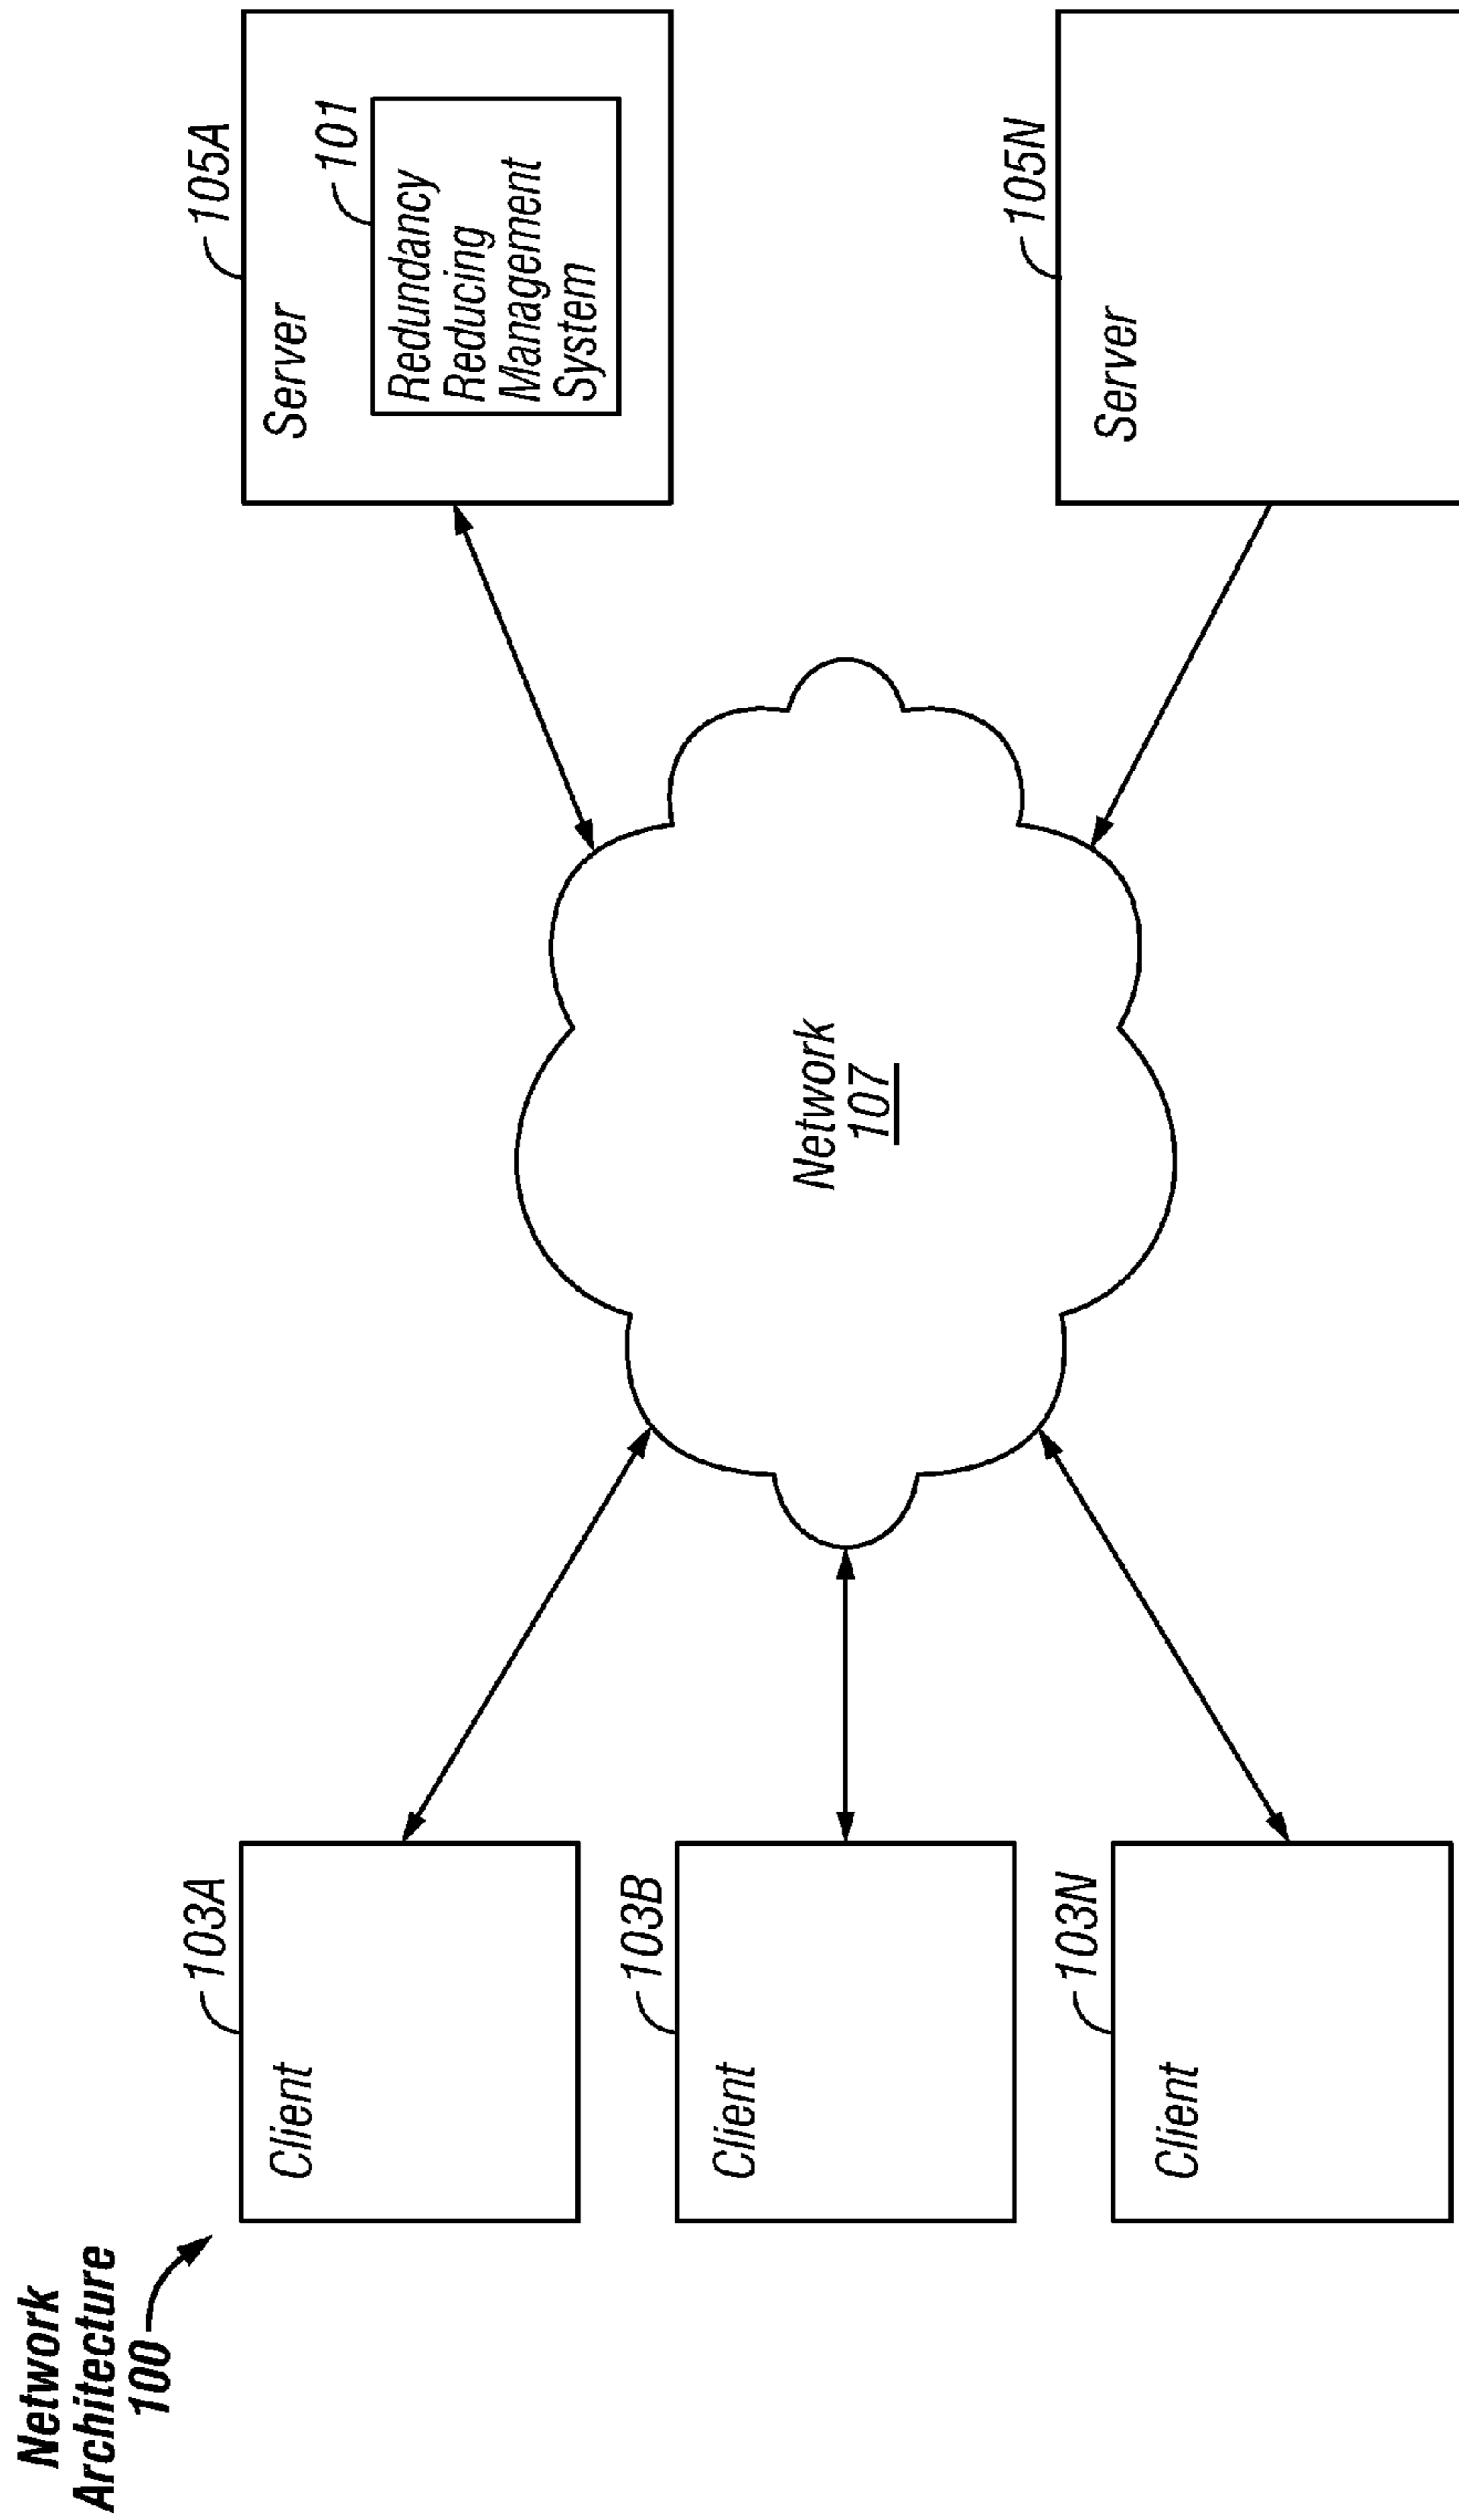 Network
Architecture
100
103A
Client
103B
Client
103N
Client
Network
107
105A
Server
101
Redundancy
Reducing
Management
System
105N
Server